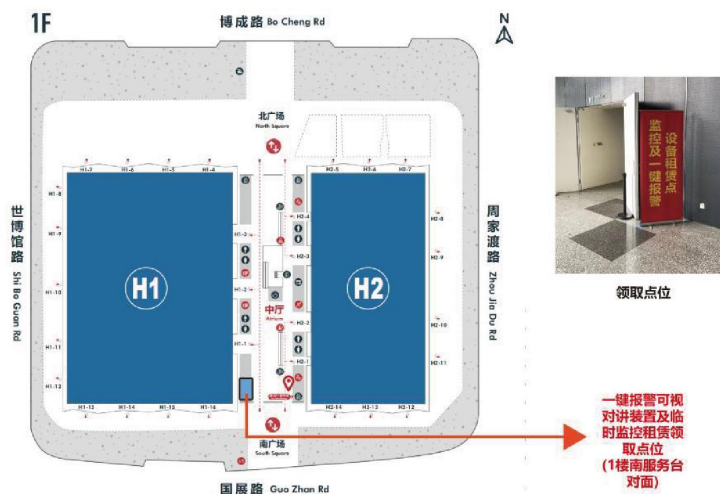 1F
博成路 Bo Cheng Rd
N
北广场
North Square
H1-7
H1-6
H1-5
H1-4
H2-5
H2-6
H2-7
H1-8
H1-9
H1-10
H1-11
H1-12
H1-3
H1-2
H1-1
H2-4
H2-3
H2-2
H2-1
H2-8
H2-9
H2-10
H2-11
世博馆路 Shi Bo Guan Rd
H1
中厅
Atrium
H2
周家渡路 Zhou Jia Du Rd
H1-13
H1-14
H1-15
H1-16
H2-14
H2-13
H2-12
南广场
South Square
国展路 Guo Zhan Rd
设备租赁点
监控及一键报警
领取点位
一键报警可视
对讲装置及临
时监控租赁领
取点位
(1楼南服务台
对面)